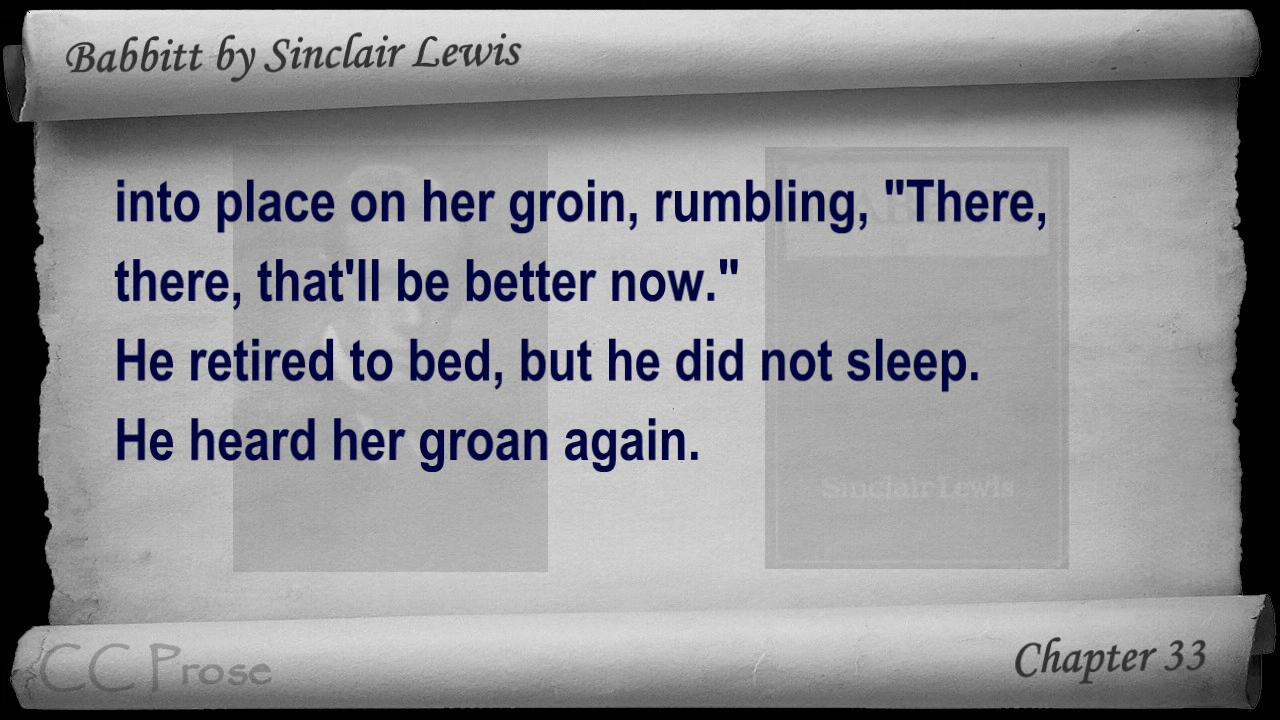 Babbitt by Sinclair Lewis
into place on her groin, rumbling, "There,
there, that'll be better now."
He retired to bed, but he did not sleep.
He heard her groan again.
Sinclair Lewis
CC Prose
Chapter 33